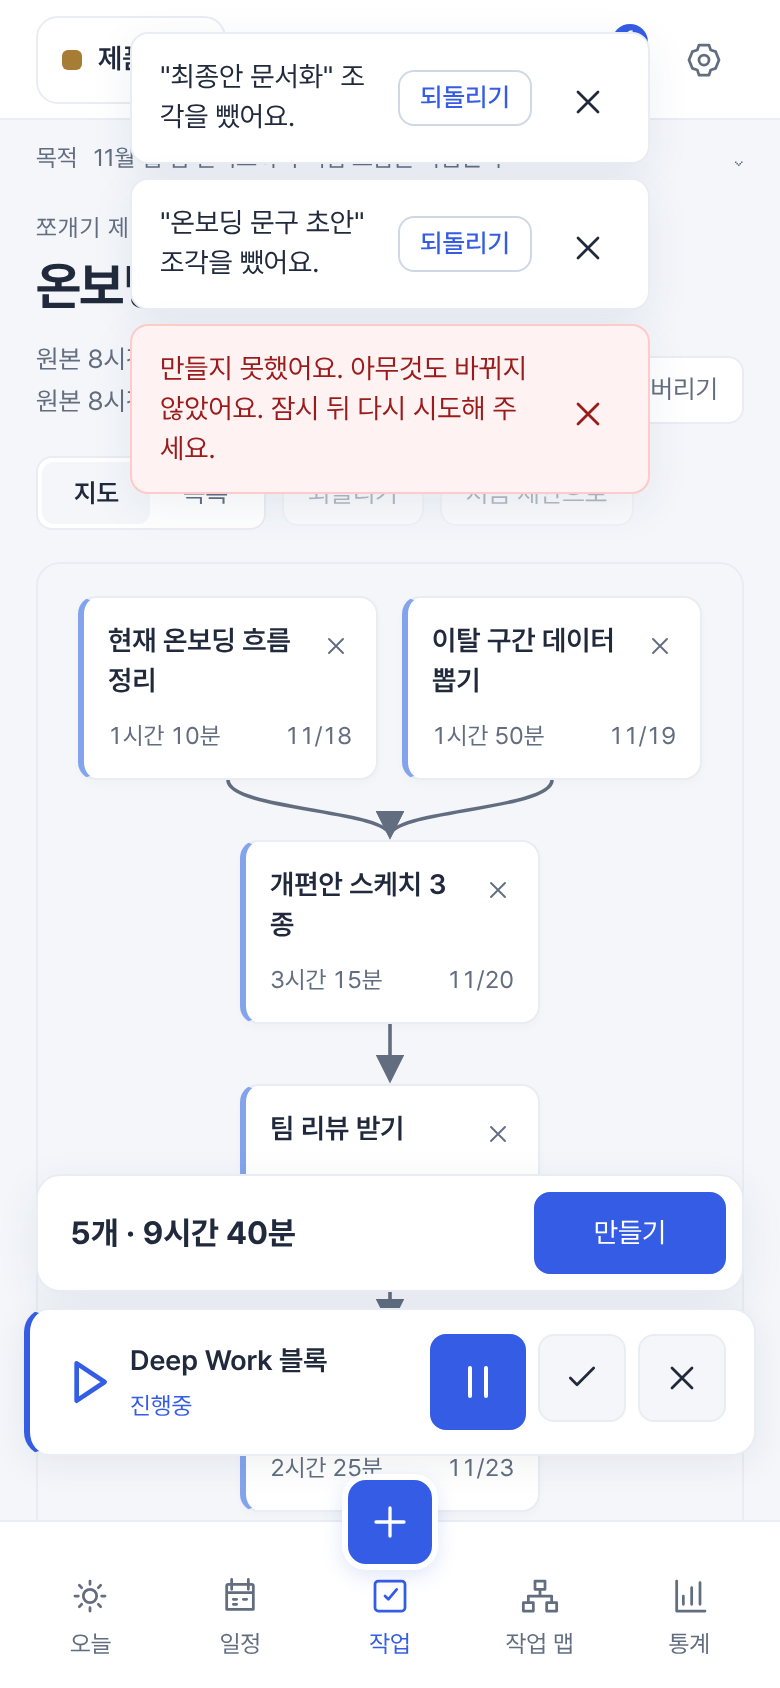 "최종안 문서화" 조
각을 뺐어요.
되돌리기
목적 11월
"온보딩 문구 초안"
조각을 뺐어요.
되돌리기
쪼개기 제
만들지 못했어요. 아무것도 바뀌지
않았어요. 잠시 뒤 다시 시도해 주
세요.
원본 8시
원본 8시
버리기
지도
현재 온보딩 흐름
정리
1시간 10분 11/18
이탈 구간 데이터
뽑기
1시간 50분 11/19
개편안 스케치 3
종
3시간 15분 11/20
팀 리뷰 받기
5개 · 9시간 40분
만들기
Deep Work 블록
진행중
2시간 25분 11/23
오늘
일정
작업
작업 맵
통계